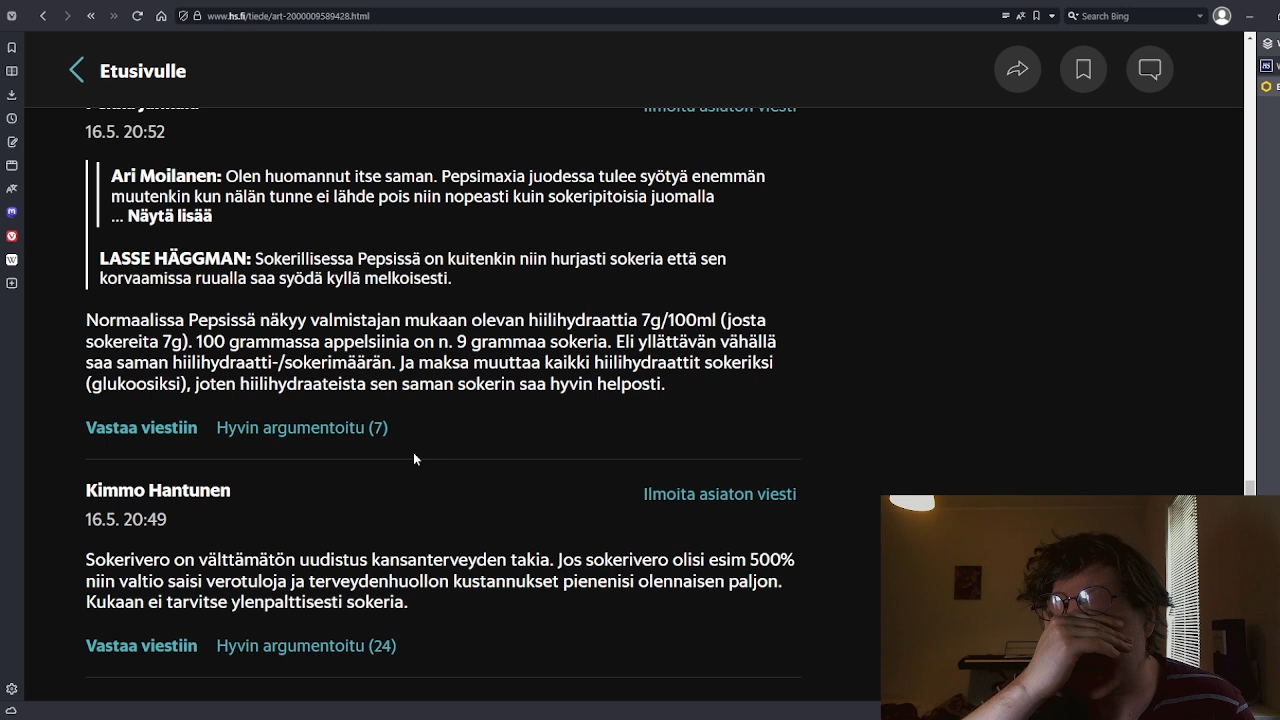 www.hs.fi/tiede/art-2000009589428.html
Search Bing
Etusivulle
Ilmoita asiaton viesti
16.5. 20:52
Ari Moilanen: Olen huomannut itse saman. Pepsimaxia juodessa tulee syötyä enemmän
muutenkin kun nälän tunne ei lähde pois niin nopeasti kuin sokeripitoisia juomalla
... Näytä lisää
LASSE HÄGGMAN: Sokerillisessa Pepsissä on kuitenkin niin hurjasti sokeria että sen
korvaamissa ruualla saa syödä kyllä melkoisesti.
Normaalissa Pepsissä näkyy valmistajan mukaan olevan hiilihydraattia 7g/100ml (josta
sokereita 7g). 100 grammassa appelsiinia on n. 9 grammaa sokeria. Eli yllättävän vähällä
saa saman hiilihydraatti-/sokerimäärän. Ja maksa muuttaa kaikki hiilihydraattit sokeriksi
(glukoosiksi), joten hiilihydraateista sen saman sokerin saa hyvin helposti.
Vastaa viestiin Hyvin argumentoitu (7)
Kimmo Hantunen
Ilmoita asiaton viesti
16.5. 20:49
Sokerivero on välttämätön uudistus kansanterveyden takia. Jos sokerivero olisi esim 500%
niin valtio saisi verotuloja ja terveydenhuollon kustannukset pienenisi olennaisen paljon.
Kukaan ei tarvitse ylenpalttisesti sokeria.
Vastaa viestiin Hyvin argumentoitu (24)